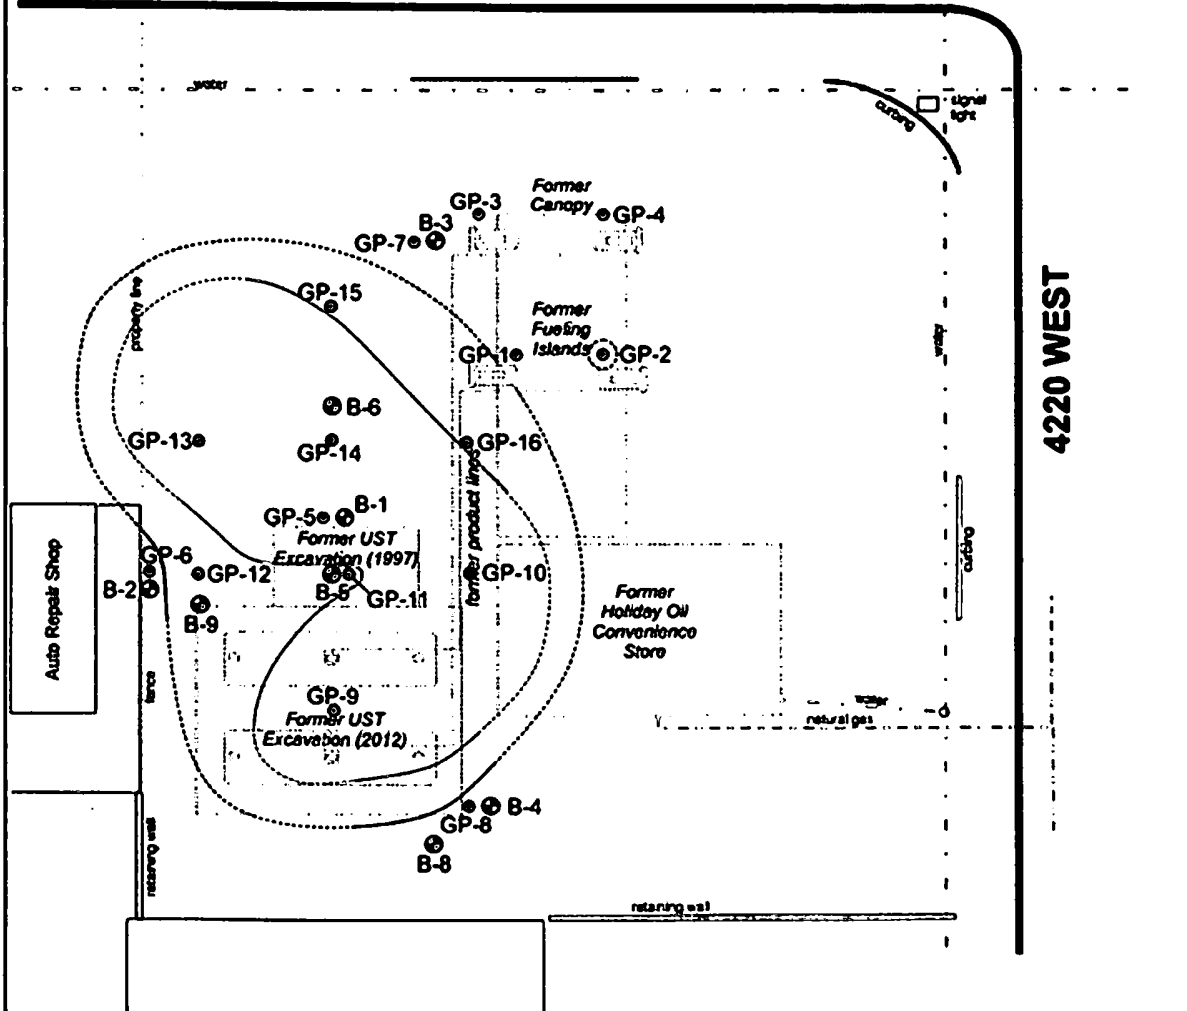 water
signal
light
curbing
Former
Canopy
GP-3
GP-4
B-3
GP-7
property line
GP-15
Former
Fueling
Islands
GP-1
GP-2
water
4220 WEST
B-6
GP-13
GP-14
GP-16
former product lines
GP-5
B-1
Former UST
Excavation (1997)
GP-6
GP-12
B-2
B-9
B-5
GP-11
GP-10
curbing
Auto Repair Shop
Former
Holiday Oil
Convenience
Store
fence
GP-9
Former UST
Excavation (2012)
water
natural gas
GP-8
B-4
B-8
retaining wall
retaining wall